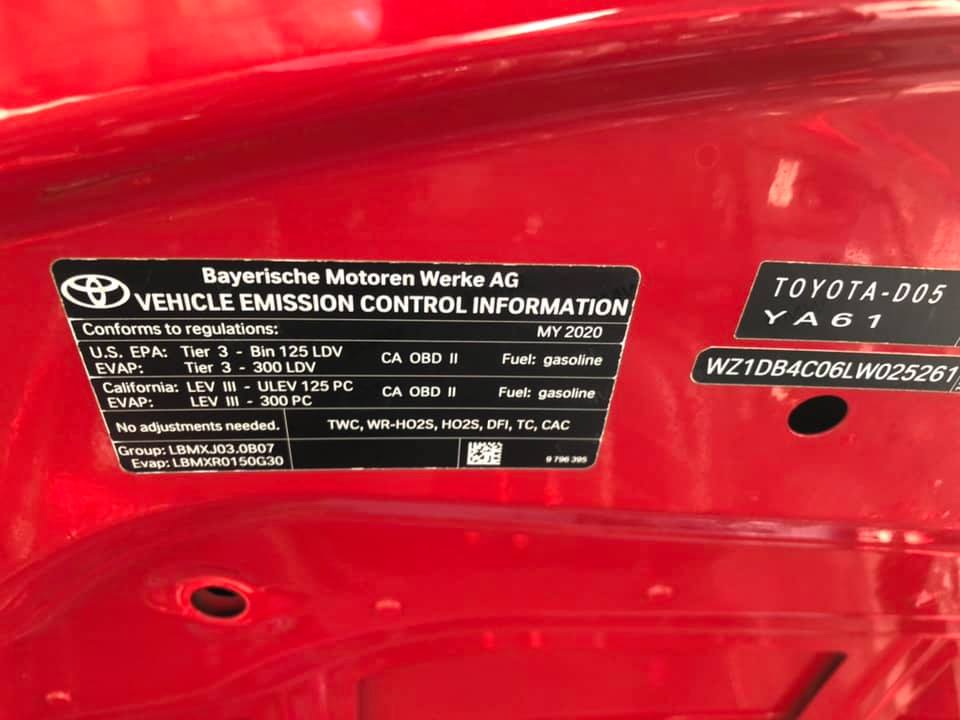 Bayerische Motoren Werke AG
VEHICLE EMISSION CONTROL INFORMATION
Conforms to regulations: MY 2020
U.S. EPA: Tier 3 - Bin 125 LDV CA OBD II Fuel: gasoline
EVAP: Tier 3 - 300 LDV
California: LEV III - ULEV 125 PC CA OBD II Fuel: gasoline
EVAP: LEV III - 300 PC
No adjustments needed. TWC, WR-HO2S, HO2S, DFI, TC, CAC
Group: LBMXJ03.0B07
Evap: LBMXR0150G30
9 796 395
TOYOTA-D05
YA61
WZ1DB4C06LW025261